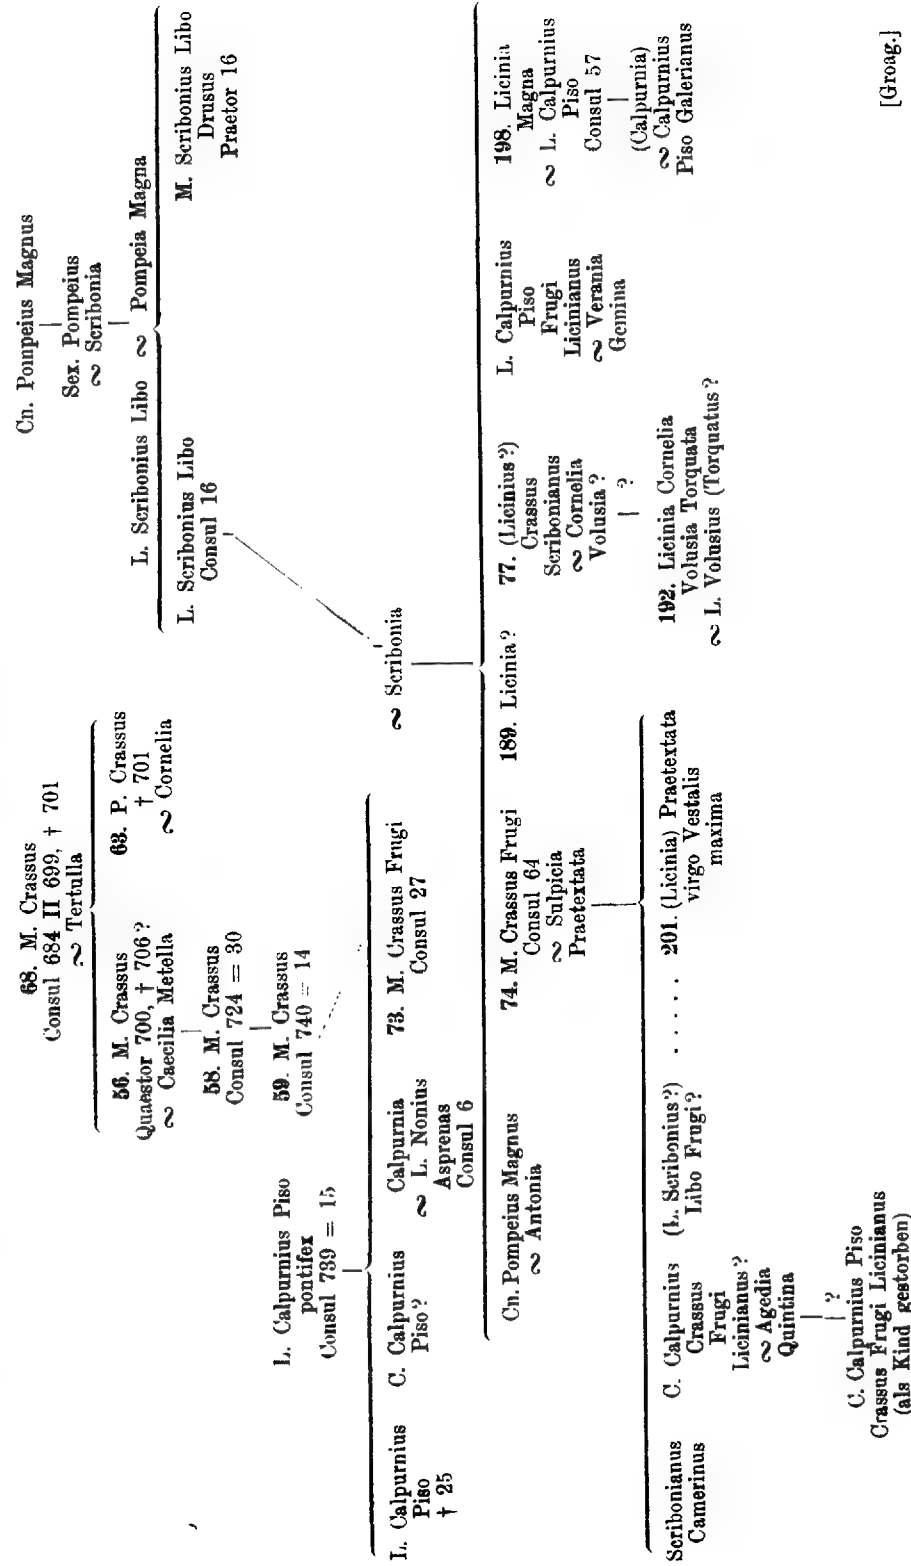 68. M. Crassus
Consul 684 II 699, † 701
∾ Tertulla
56. M. Crassus
Quaestor 700, † 706?
∾ Caecilia Metella
63. P. Crassus
† 701
∾ Cornelia
58. M. Crassus
Consul 724 = 30
59. M. Crassus
Consul 740 = 14
Cn. Pompeius Magnus
Sex. Pompeius
∾ Scribonia
L. Scribonius Libo ∾ Pompeia Magna
L. Scribonius Libo
Consul 16
M. Scribonius Libo
Drusus
Praetor 16
L. Calpurnius Piso
pontifex
Consul 739 = 15
L. Calpurnius
Piso
† 25
C. Calpurnius
Piso?
Calpurnia
∾ L. Nonius
Asprenas
Consul 6
73. M. Crassus Frugi
Consul 27
∾ Scribonia
Cn. Pompeius Magnus
∾ Antonia
74. M. Crassus Frugi
Consul 64
∾ Sulpicia
Praetextata
189. Licinia?
77. (Licinius?)
Crassus
Scribonianus
∾ Cornelia
Volusia?
?
192. Licinia Cornelia
Volusia Torquata
∾ L. Volusius (Torquatus?
L. Calpurnius
Piso
Frugi
Licinianus
∾ Verania
Gemina
198. Licinia
Magna
∾ L. Calpurnius
Piso
Consul 57
(Calpurnia)
∾ Calpurnius
Piso Galerianus
Scribonianus
Camerinus
C. Calpurnius
Crassus
Frugi
Licinianus?
∾ Agedia
Quintina
?
C. Calpurnius Piso
Crassus Frugi Licinianus
(als Kind gestorben)
(L. Scribonius?)
Libo Frugi?
. . . . .
201. (Licinia) Praetextata
virgo Vestalis
maxima
[Groag.]